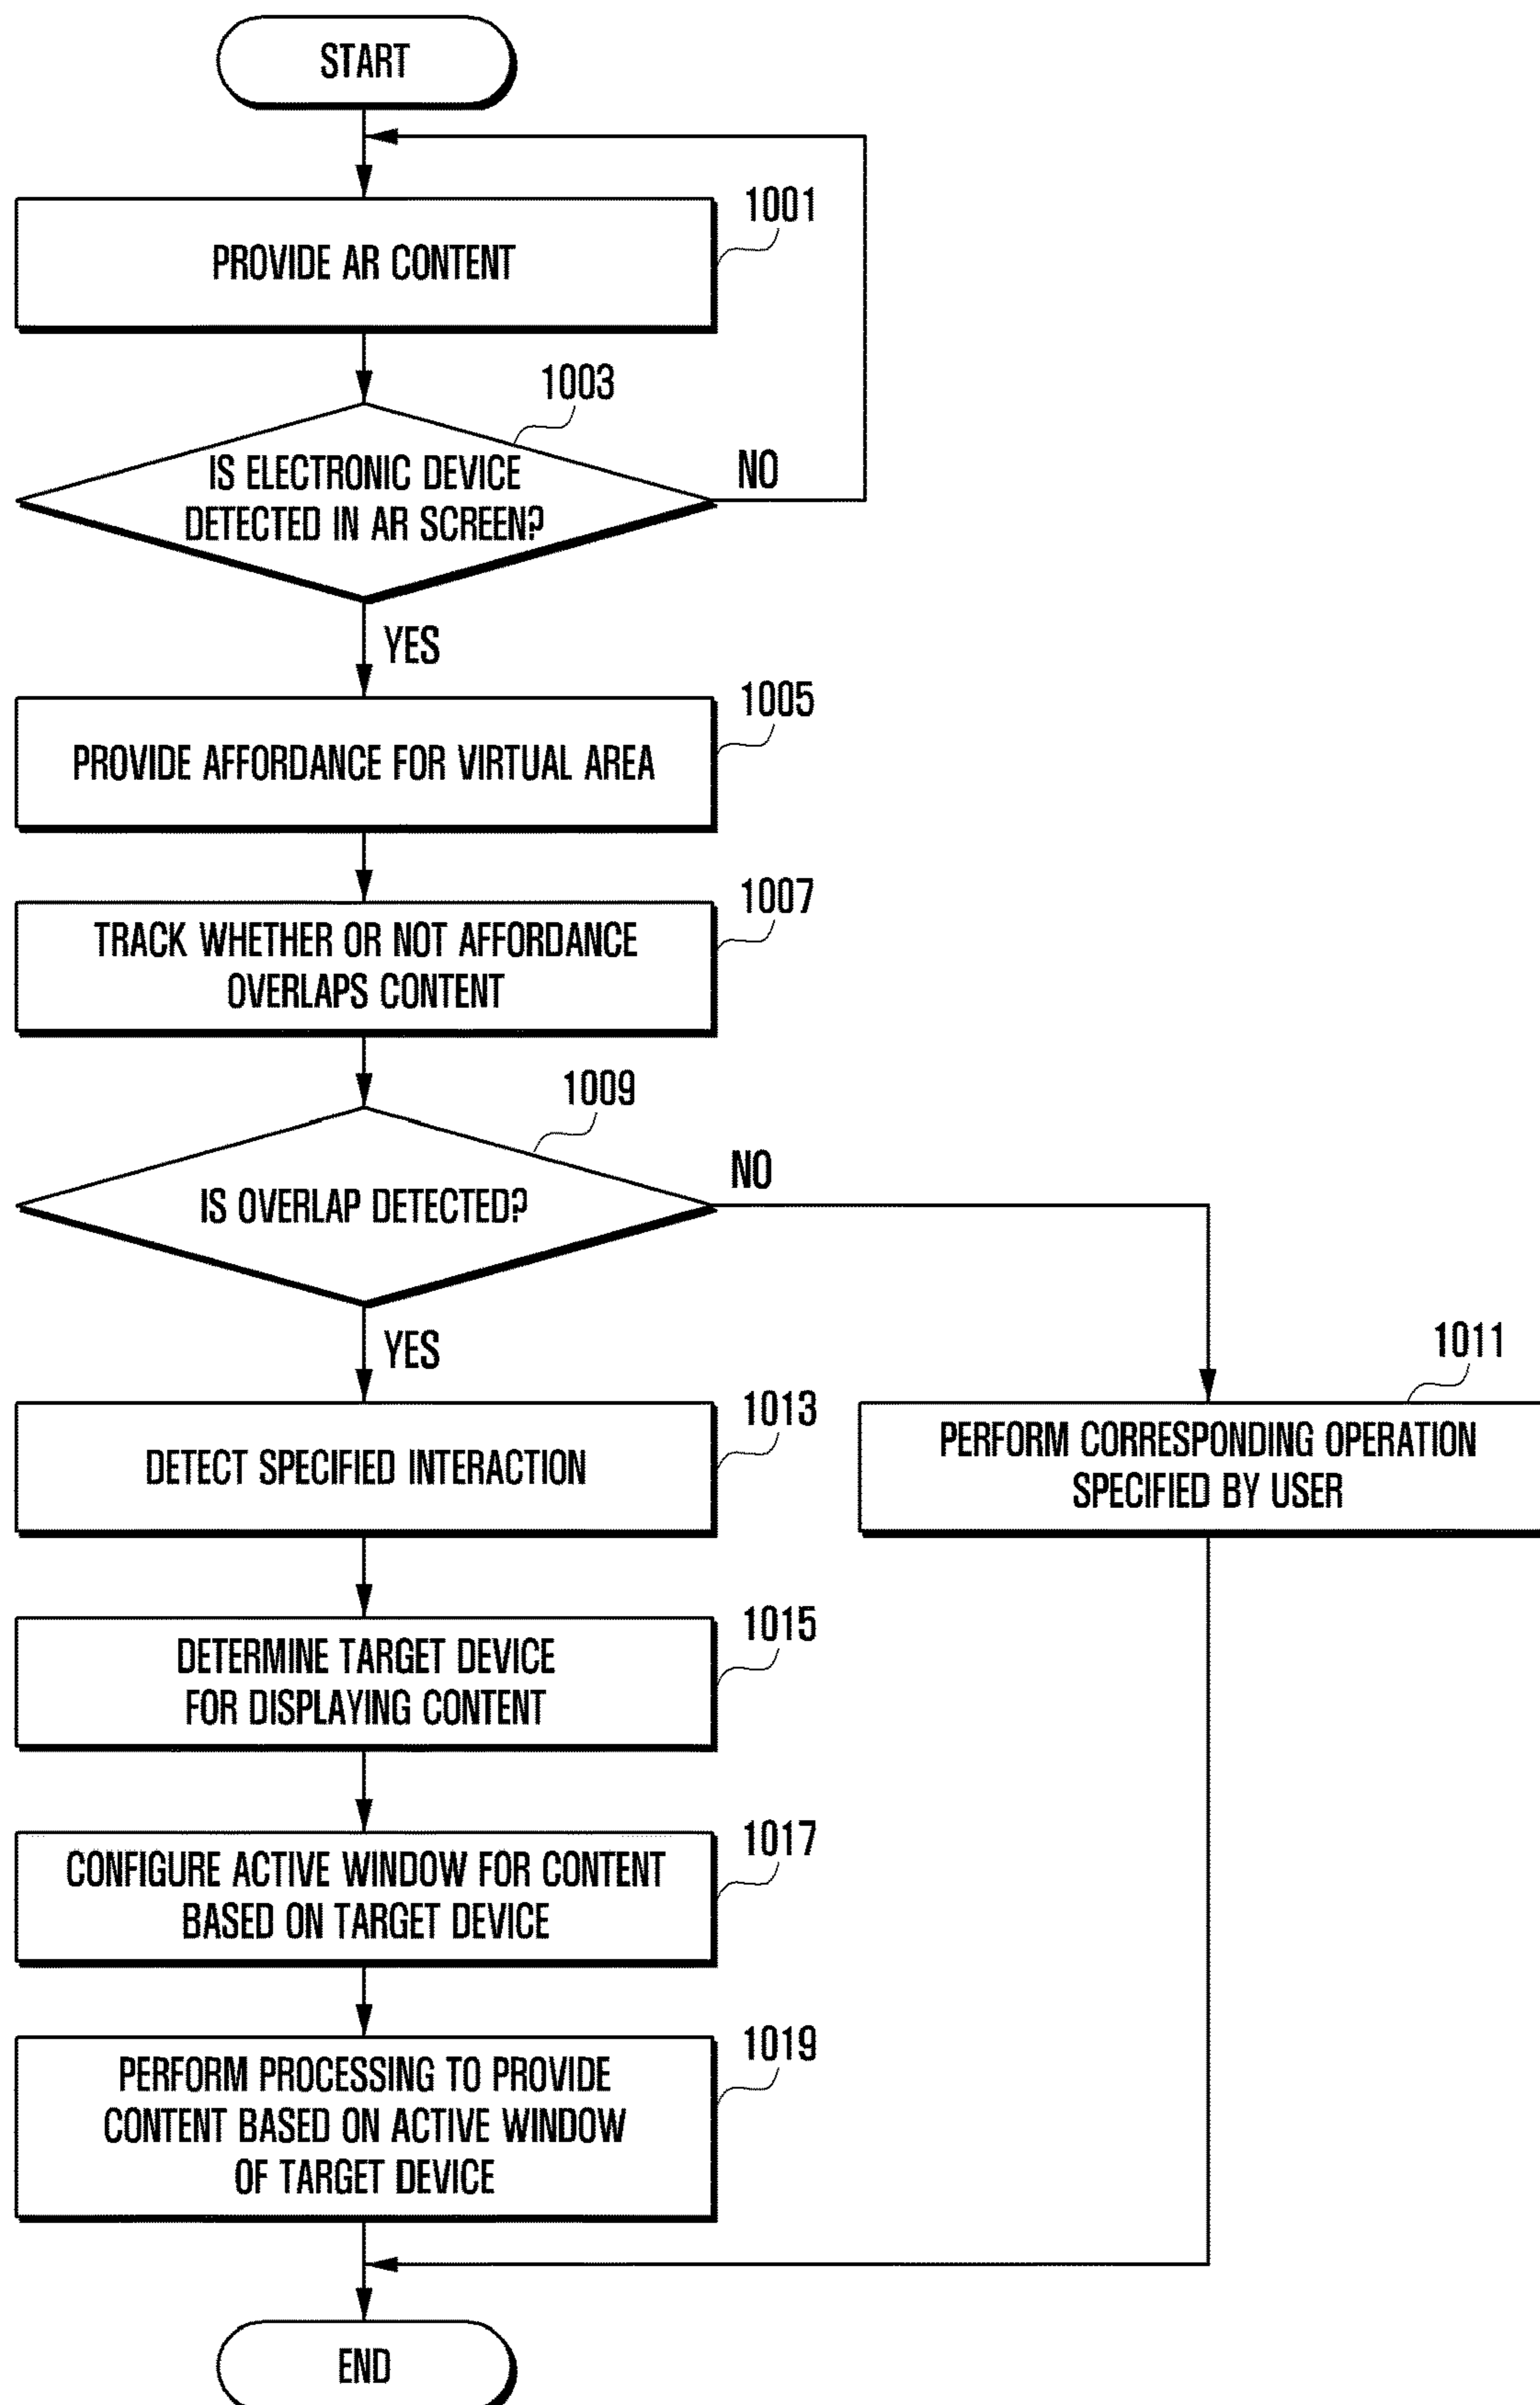 START
1001
PROVIDE AR CONTENT
1003
IS ELECTRONIC DEVICE
DETECTED IN AR SCREEN?
NO
YES
1005
PROVIDE AFFORDANCE FOR VIRTUAL AREA
1007
TRACK WHETHER OR NOT AFFORDANCE
OVERLAPS CONTENT
1009
IS OVERLAP DETECTED?
NO
YES
1011
PERFORM CORRESPONDING OPERATION
SPECIFIED BY USER
1013
DETECT SPECIFIED INTERACTION
1015
DETERMINE TARGET DEVICE
FOR DISPLAYING CONTENT
1017
CONFIGURE ACTIVE WINDOW FOR CONTENT
BASED ON TARGET DEVICE
1019
PERFORM PROCESSING TO PROVIDE
CONTENT BASED ON ACTIVE WINDOW
OF TARGET DEVICE
END